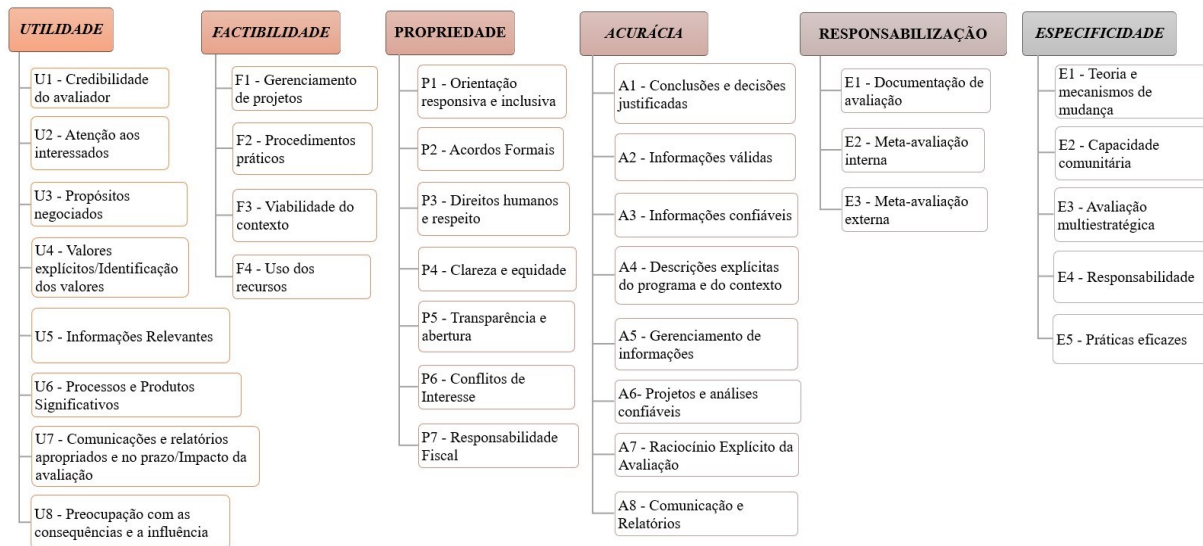 UTILIDADE
U1 - Credibilidade
do avaliador
U2 - Atenção aos
interessados
U3 - Propósitos
negociados
U4 - Valores
explícitos/Identificação
dos valores
U5 - Informações Relevantes
U6 - Processos e Produtos
Significativos
U7 - Comunicações e relatórios
apropriados e no prazo/Impacto da
avaliação
U8 - Preocupação com as
consequências e a influência
FACTIBILIDADE
F1 - Gerenciamento
de projetos
F2 - Procedimentos
práticos
F3 - Viabilidade do
contexto
F4 - Uso dos
recursos
PROPRIEDADE
P1 - Orientação
responsiva e inclusiva
P2 - Acordos Formais
P3 - Direitos humanos
e respeito
P4 - Clareza e equidade
P5 - Transparência e
abertura
P6 - Conflitos de
Interesse
P7 - Responsabilidade
Fiscal
ACURÁCIA
A1 - Conclusões e decisões
justificadas
A2 - Informações válidas
A3 - Informações confiáveis
A4 - Descrições explícitas
do programa e do contexto
A5 - Gerenciamento de
informações
A6- Projetos e análises
confiáveis
A7 - Raciocínio Explícito da
Avaliação
A8 - Comunicação e
Relatórios
RESPONSABILIZAÇÃO
E1 - Documentação de
avaliação
E2 - Meta-avaliação
interna
E3 - Meta-avaliação
externa
ESPECIFICIDADE
E1 - Teoria e
mecanismos de
mudança
E2 - Capacidade
comunitária
E3 - Avaliação
multiestratégica
E4 - Responsabilidade
E5 - Práticas eficazes